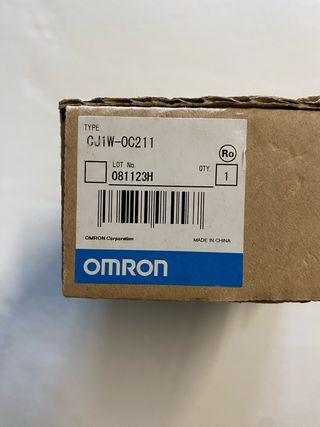 TYPE
CJ1W-OC211
Ro
LOT No.
QTY.
081123H
1
OMRON Corporation
MADE IN CHINA
OMRON